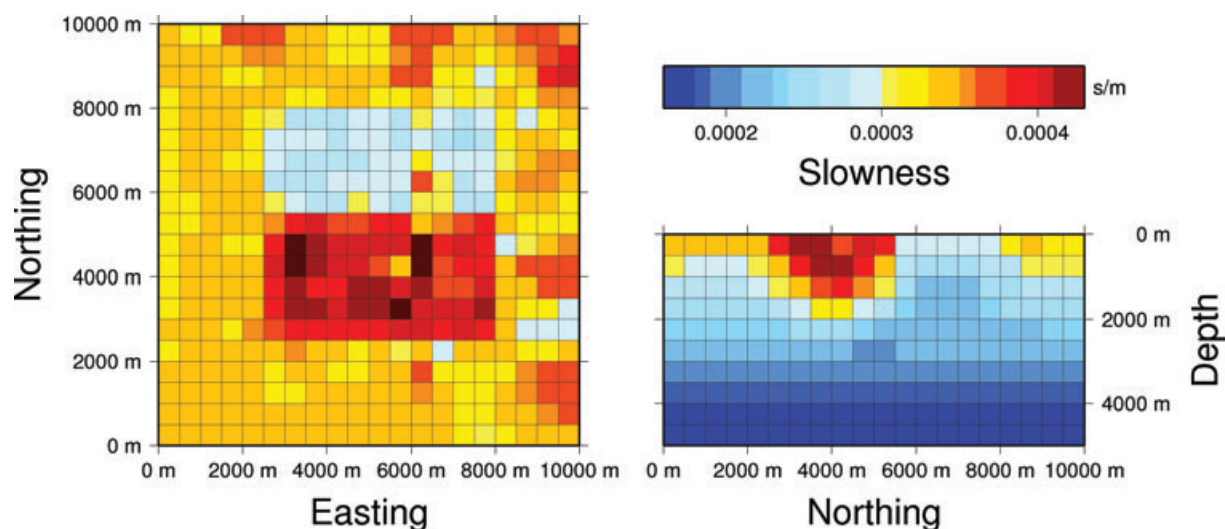 10000 m
8000 m
6000 m
4000 m
2000 m
0 m
Northing
0 m 2000 m 4000 m 6000 m 8000 m 10000 m
Easting
s/m
0.0002 0.0003 0.0004
Slowness
0 m
2000 m
4000 m
Depth
0 m 2000 m 4000 m 6000 m 8000 m 10000 m
Northing